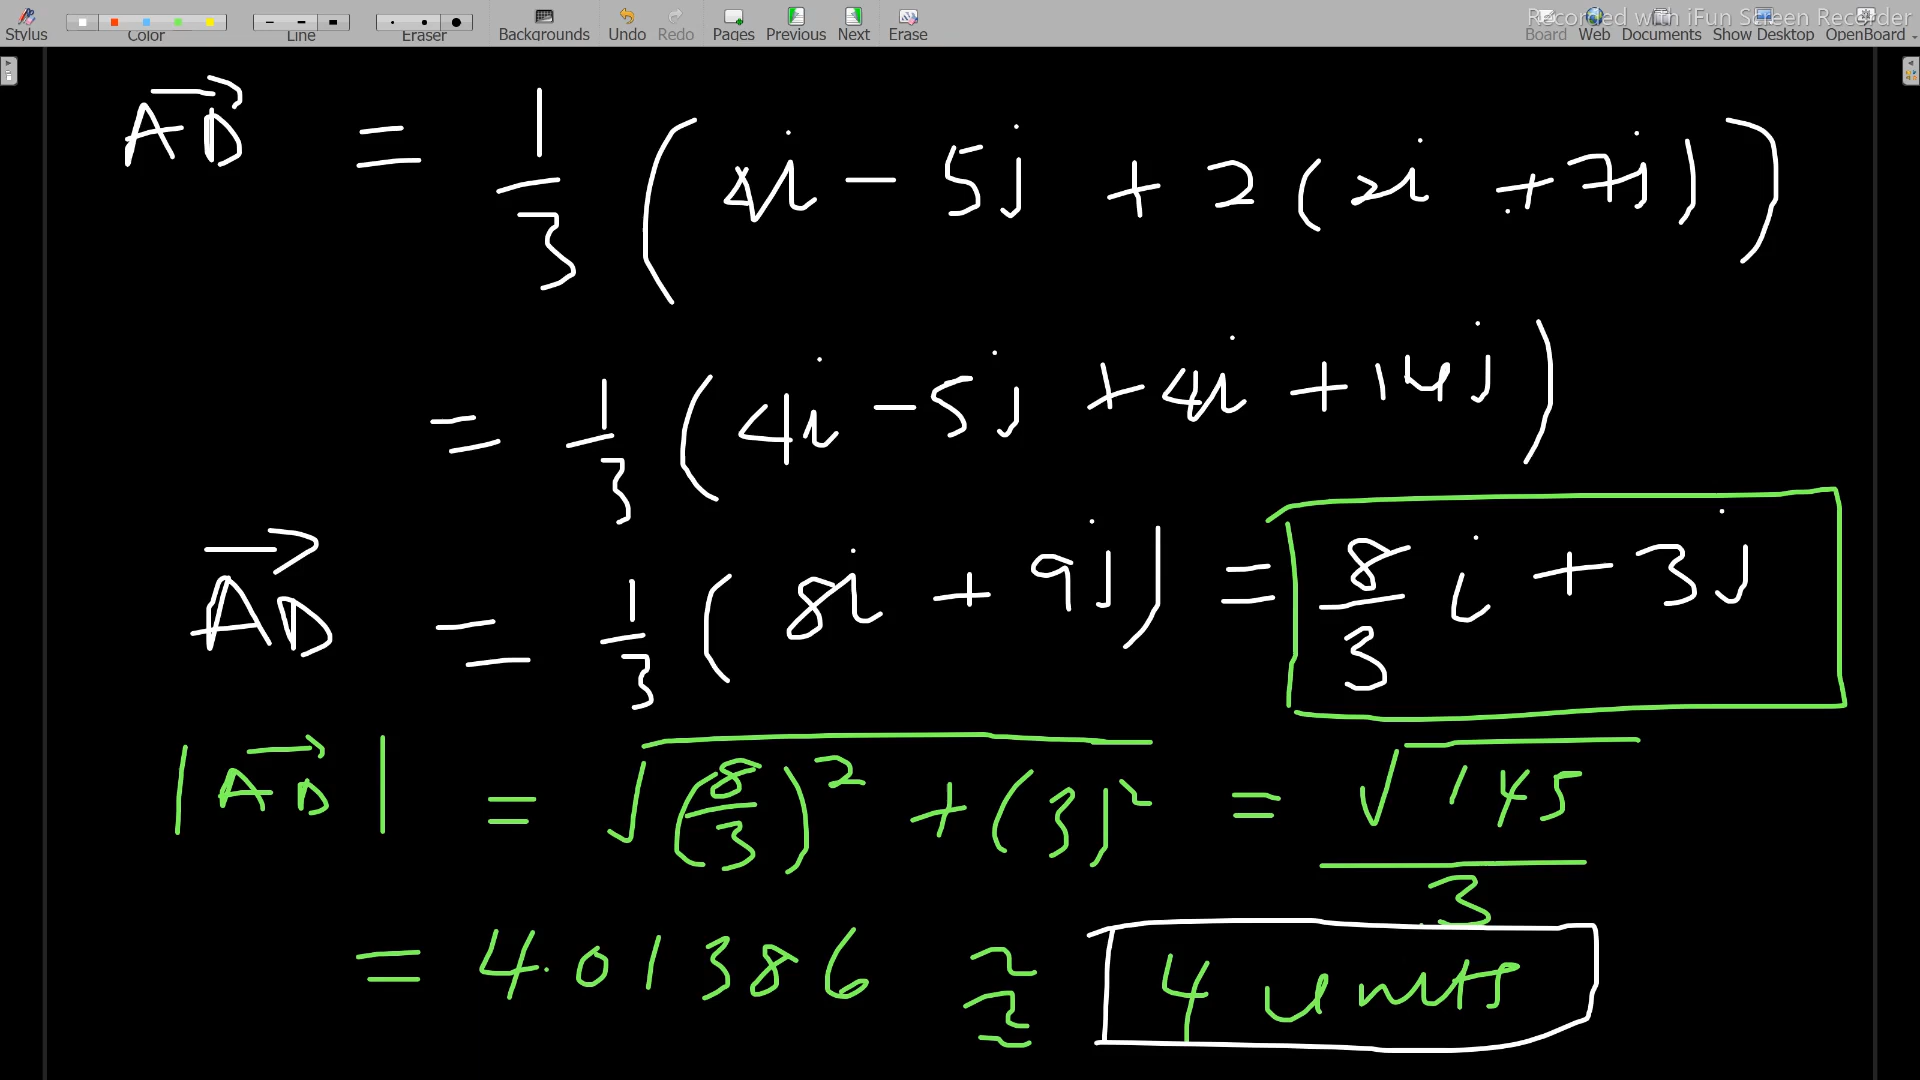 Recorded with iFun Screen Recorder
Stylus Color Line Eraser Backgrounds Undo Redo Pages Previous Next Erase Board Web Documents Show Desktop OpenBoard
AD = 1/3 (4i − 5j + 2(2i + 7j))
= 1/3 (4i − 5j + 4i + 14j)
AD = 1/3 (8i + 9j) = 8/3 i + 3j
|AD| = √((8/3)² + (3)²) = √145/3
= 4.01386 ≈ 4 units